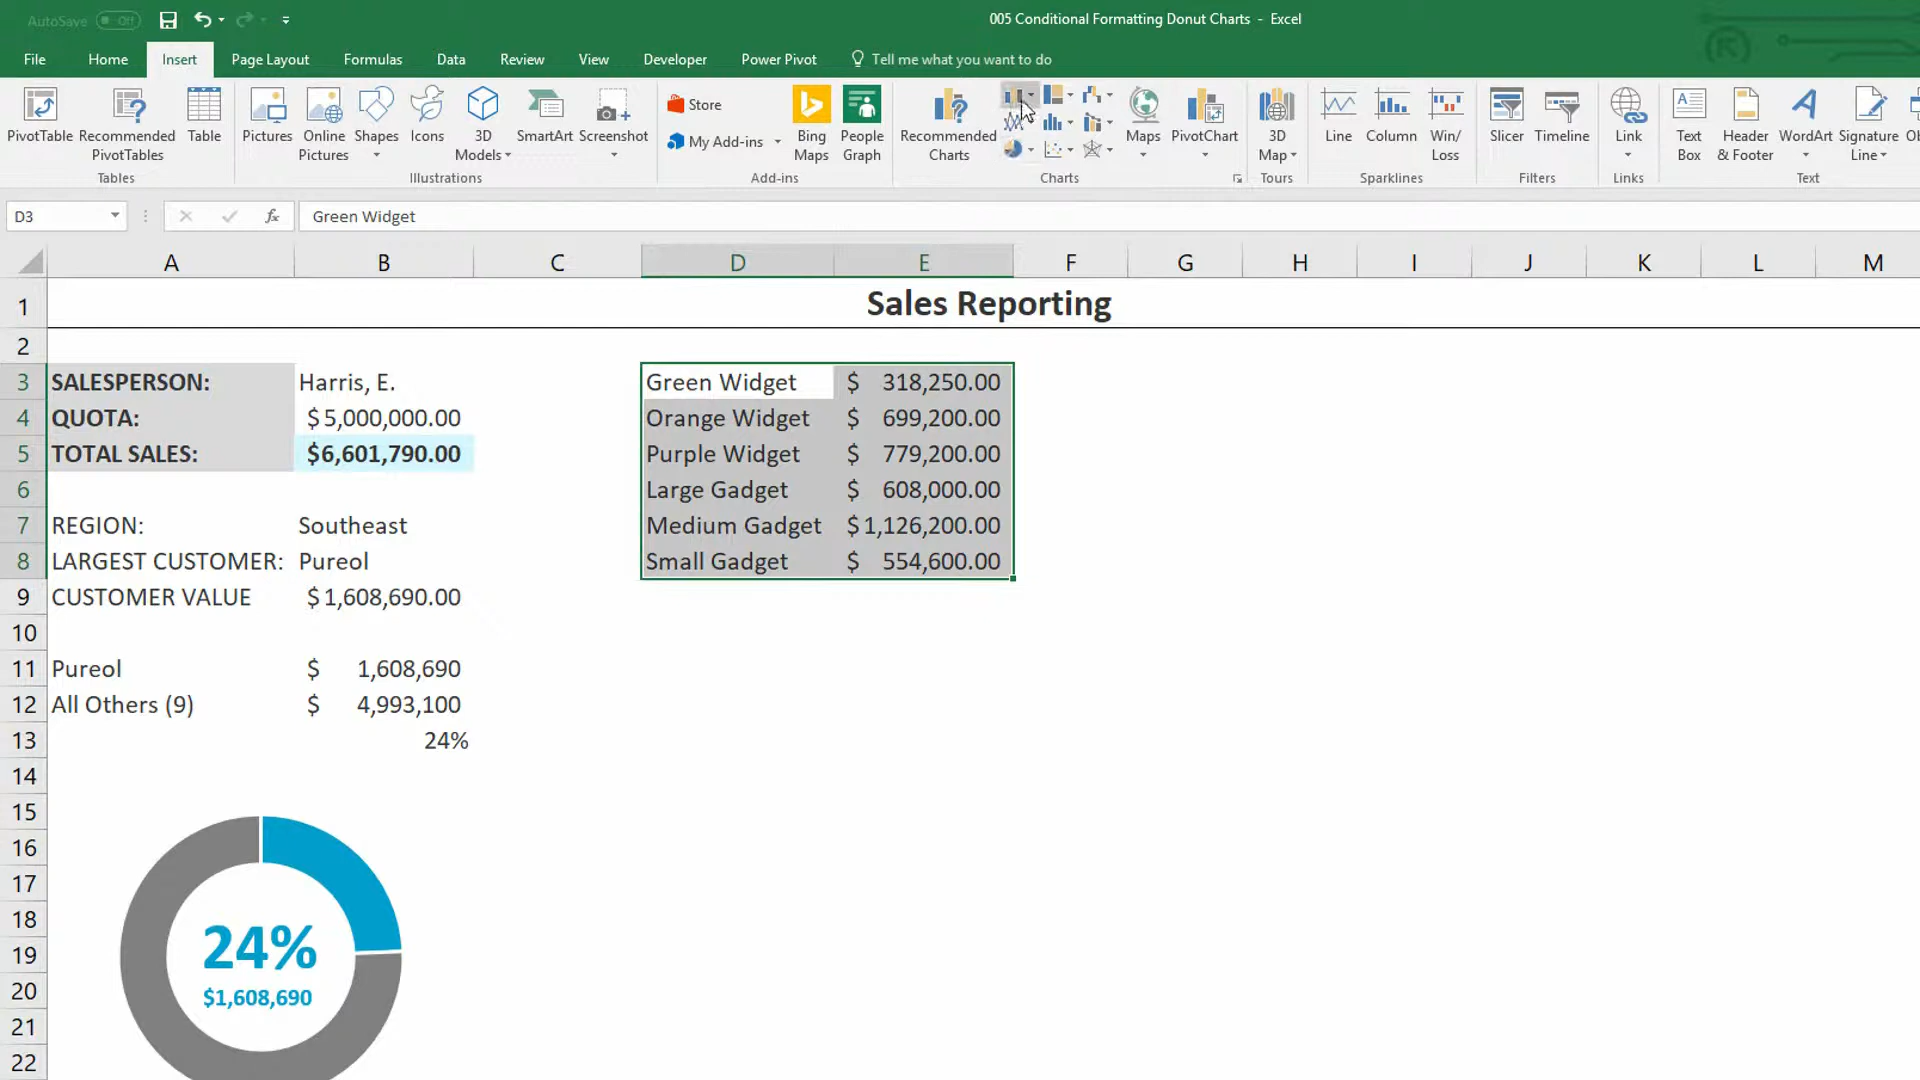 AutoSave Off
005 Conditional Formatting Donut Charts - Excel
File Home Insert Page Layout Formulas Data Review View Developer Power Pivot Tell me what you want to do
PivotTable
Recommended
PivotTables
Table
Tables
Pictures
Online
Pictures
Shapes
Icons
3D
Models
SmartArt
Screenshot
Illustrations
Store
My Add-ins
Bing
Maps
People
Graph
Add-ins
Recommended
Charts
Maps
PivotChart
Charts
3D
Map
Tours
Line
Column
Win/
Loss
Sparklines
Slicer
Timeline
Filters
Link
Links
Text
Box
Header
& Footer
WordArt
Signature
Line
Text
D3 fx Green Widget
A B C D E F G H I J K L M
1 Sales Reporting
2
3 SALESPERSON: Harris, E. Green Widget $ 318,250.00
4 QUOTA: $5,000,000.00 Orange Widget $ 699,200.00
5 TOTAL SALES: $6,601,790.00 Purple Widget $ 779,200.00
6 Large Gadget $ 608,000.00
7 REGION: Southeast Medium Gadget $1,126,200.00
8 LARGEST CUSTOMER: Pureol Small Gadget $ 554,600.00
9 CUSTOMER VALUE $1,608,690.00
10
11 Pureol $ 1,608,690
12 All Others (9) $ 4,993,100
13 24%
14
15
16
17
18
19 24%
20 $1,608,690
21
22